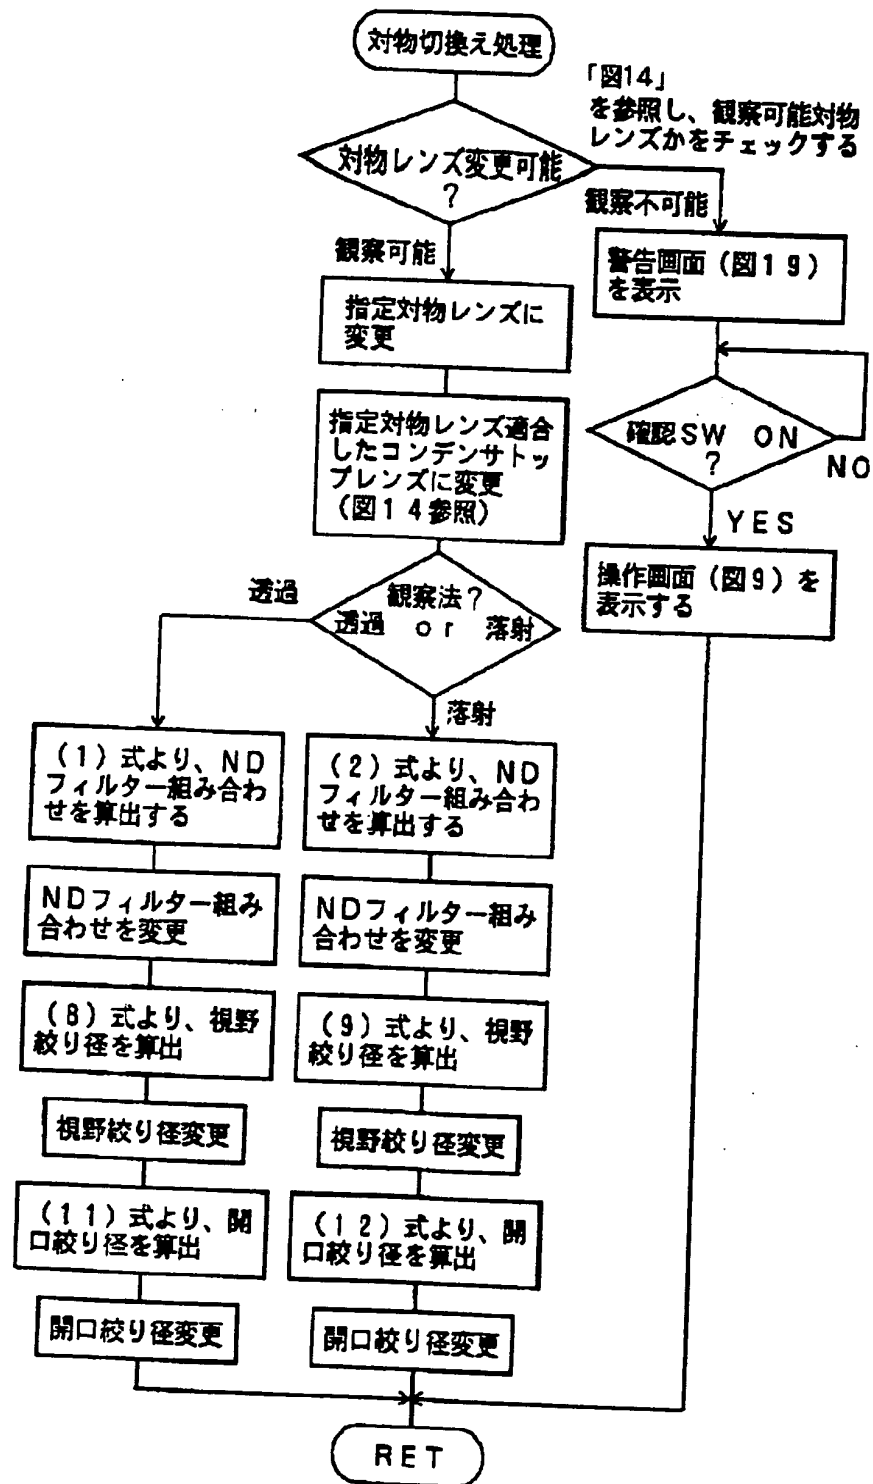 対物切換え処理
「図14」
を参照し、観察可能対物
レンズかをチェックする
対物レンズ変更可能
?
観察不可能
観察可能
警告画面(図19)
を表示
指定対物レンズに
変更
確認SW ON
?
NO
YES
指定対物レンズ適合
したコンデンサトッ
プレンズに変更
(図14参照)
操作画面(図9)を
表示する
観察法?
透過 or 落射
透過
落射
(1)式より、ND
フィルター組み合わ
せを算出する
NDフィルター組み
合わせを変更
(8)式より、視野
絞り径を算出
視野絞り径変更
(11)式より、開
口絞り径を算出
開口絞り径変更
(2)式より、ND
フィルター組み合わ
せを算出する
NDフィルター組み
合わせを変更
(9)式より、視野
絞り径を算出
視野絞り径変更
(12)式より、開
口絞り径を算出
開口絞り径変更
RET